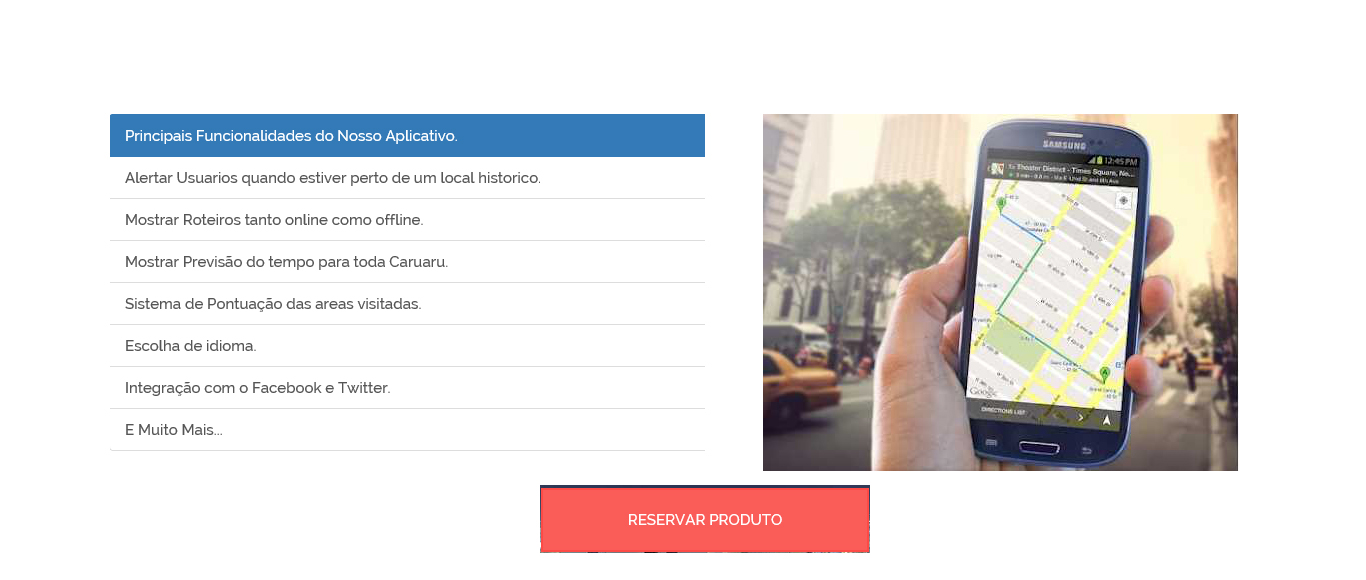 Principais Funcionalidades do Nosso Aplicativo.
Alertar Usuarios quando estiver perto de um local historico.
Mostrar Roteiros tanto online como offline.
Mostrar Previsão do tempo para toda Caruaru.
Sistema de Pontuação das areas visitadas.
Escolha de idioma.
Integração com o Facebook e Twitter.
E Muito Mais...
SAMSUNG
12:45 PM
To Theater District - Times Square, Ne...
Google
DIRECTIONS LIST
RESERVAR PRODUTO